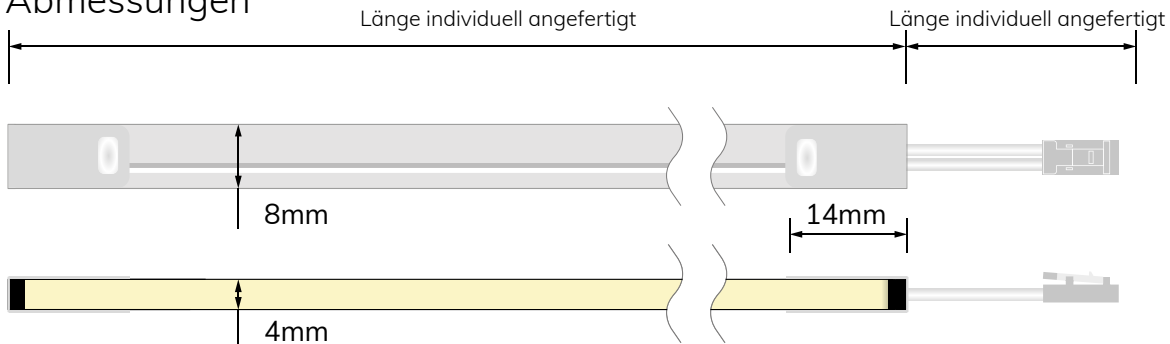 Abmessungen
Länge individuell angefertigt
Länge individuell angefertigt
8mm
14mm
4mm